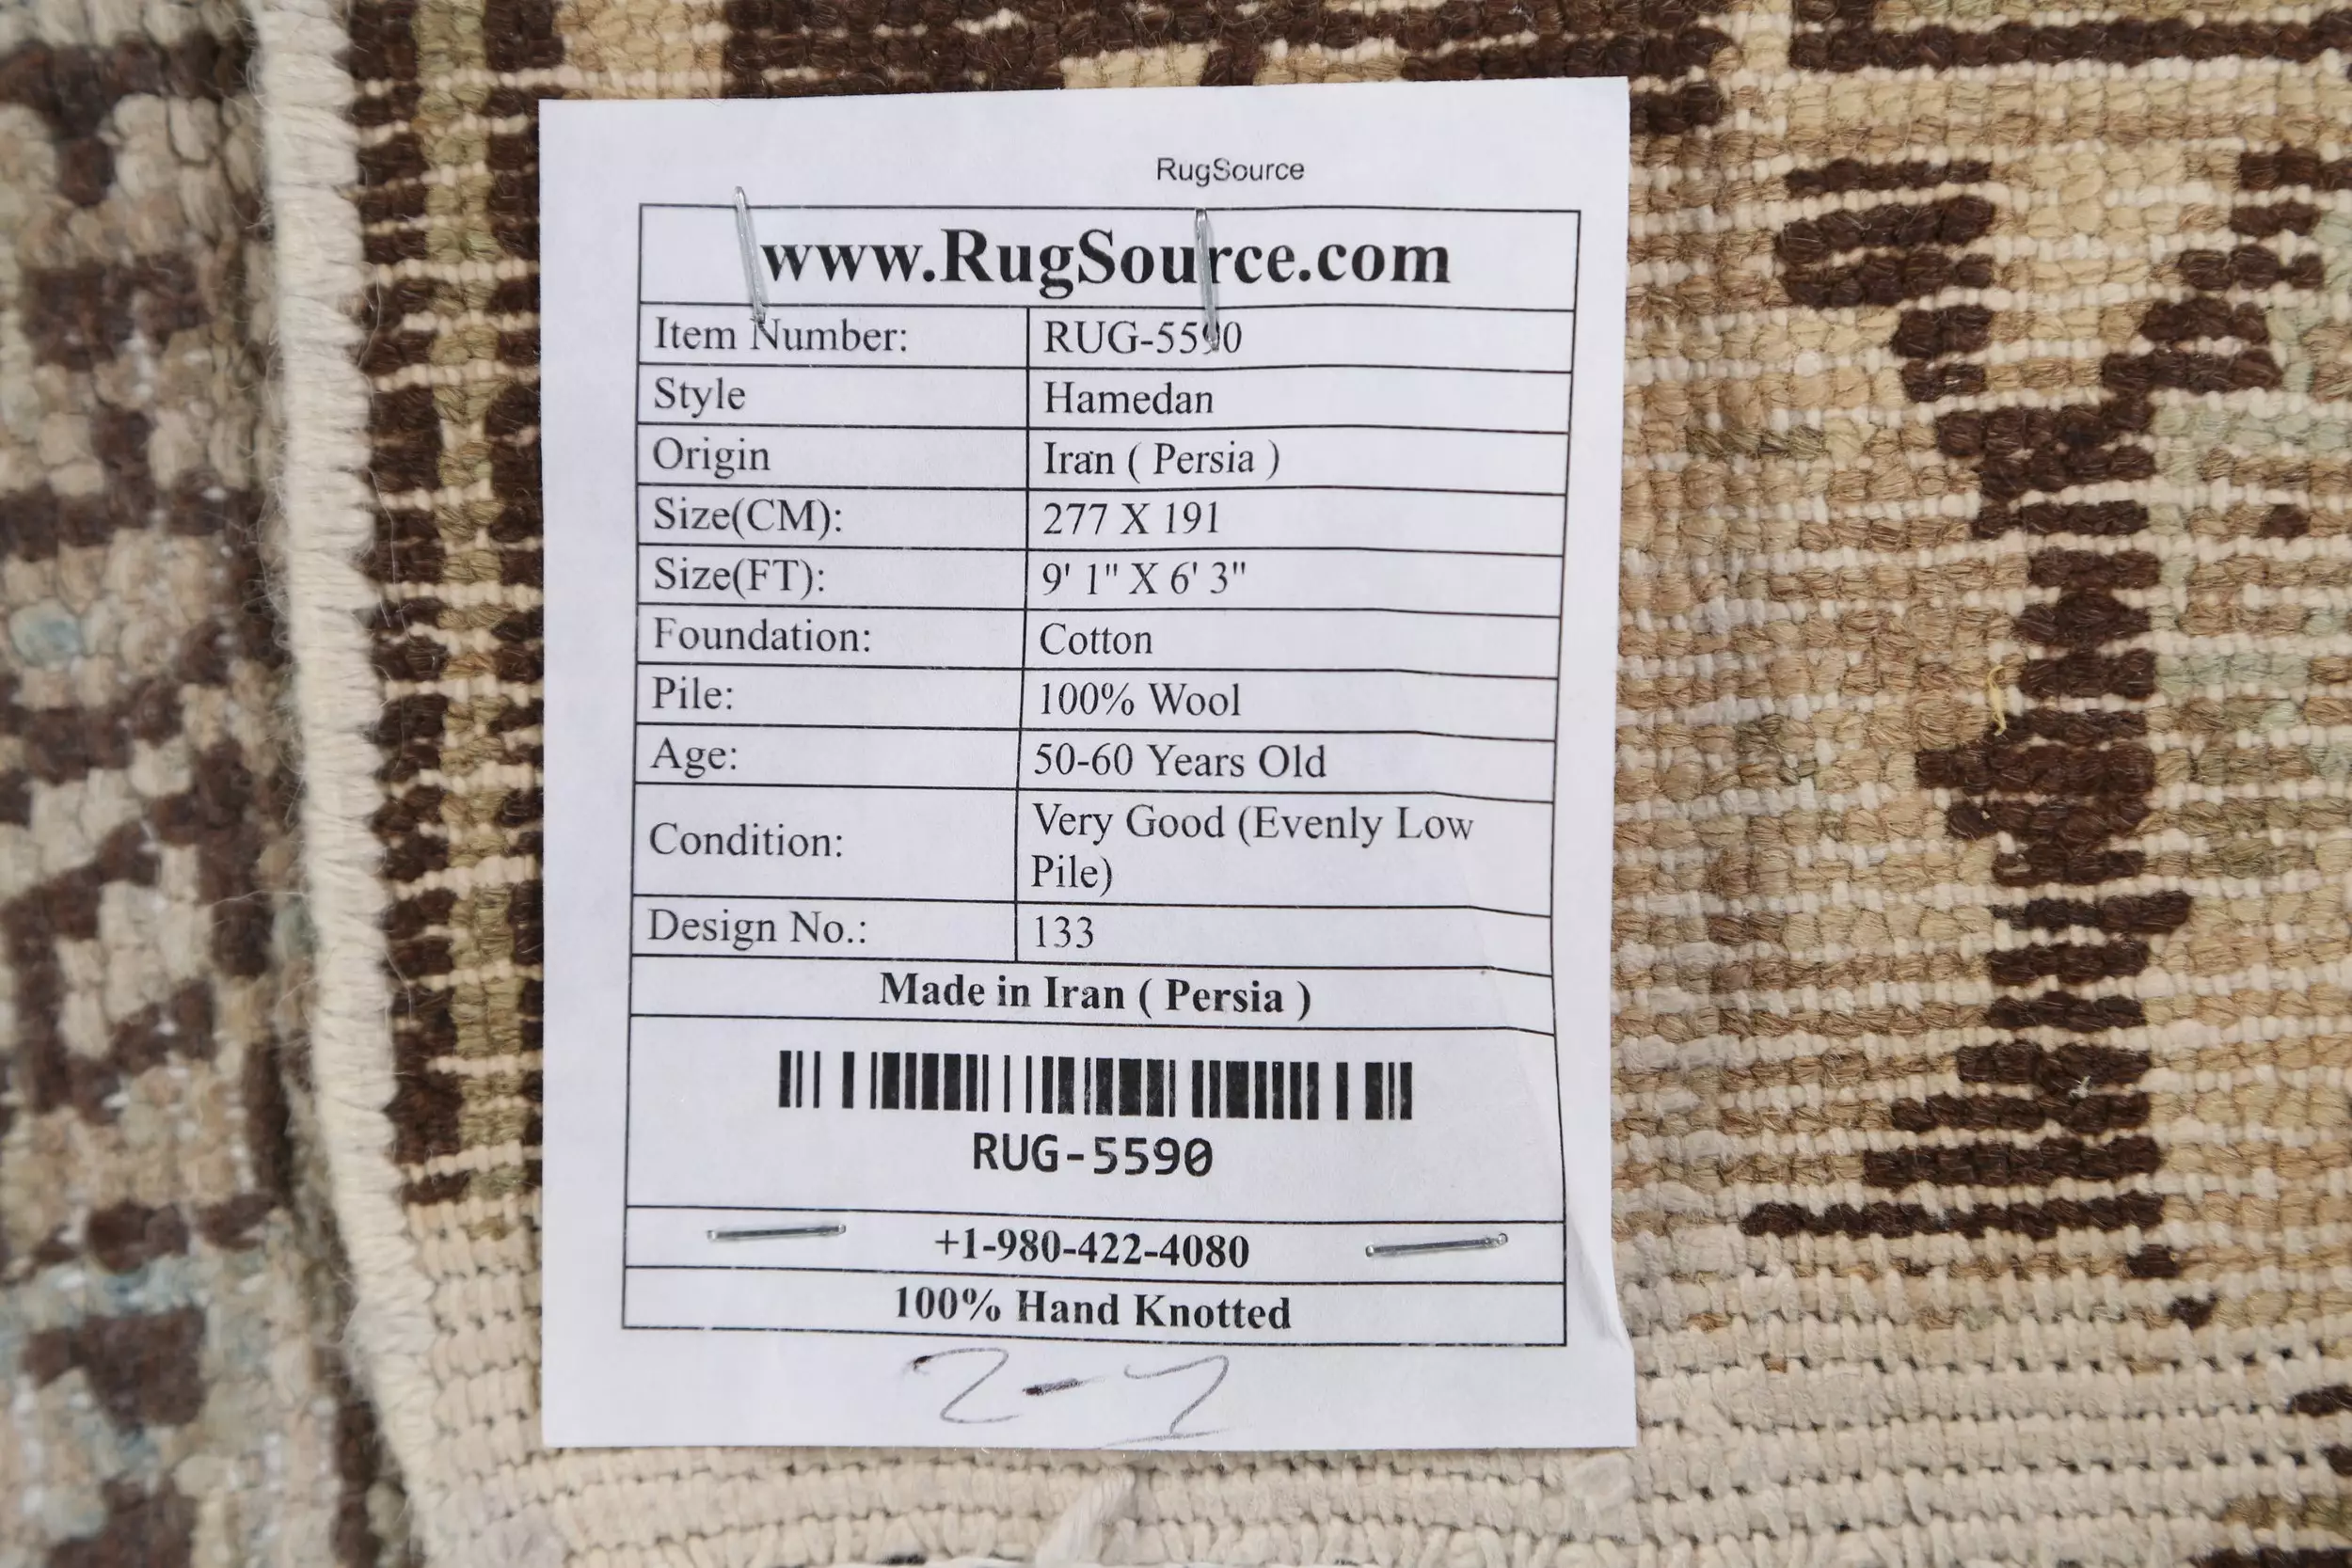 RugSource
www.RugSource.com
Item Number: RUG-5590
Style Hamedan
Origin Iran ( Persia )
Size(CM): 277 X 191
Size(FT): 9' 1" X 6' 3"
Foundation: Cotton
Pile: 100% Wool
Age: 50-60 Years Old
Condition: Very Good (Evenly Low
Pile)
Design No.: 133
Made in Iran ( Persia )
RUG-5590
+1-980-422-4080
100% Hand Knotted